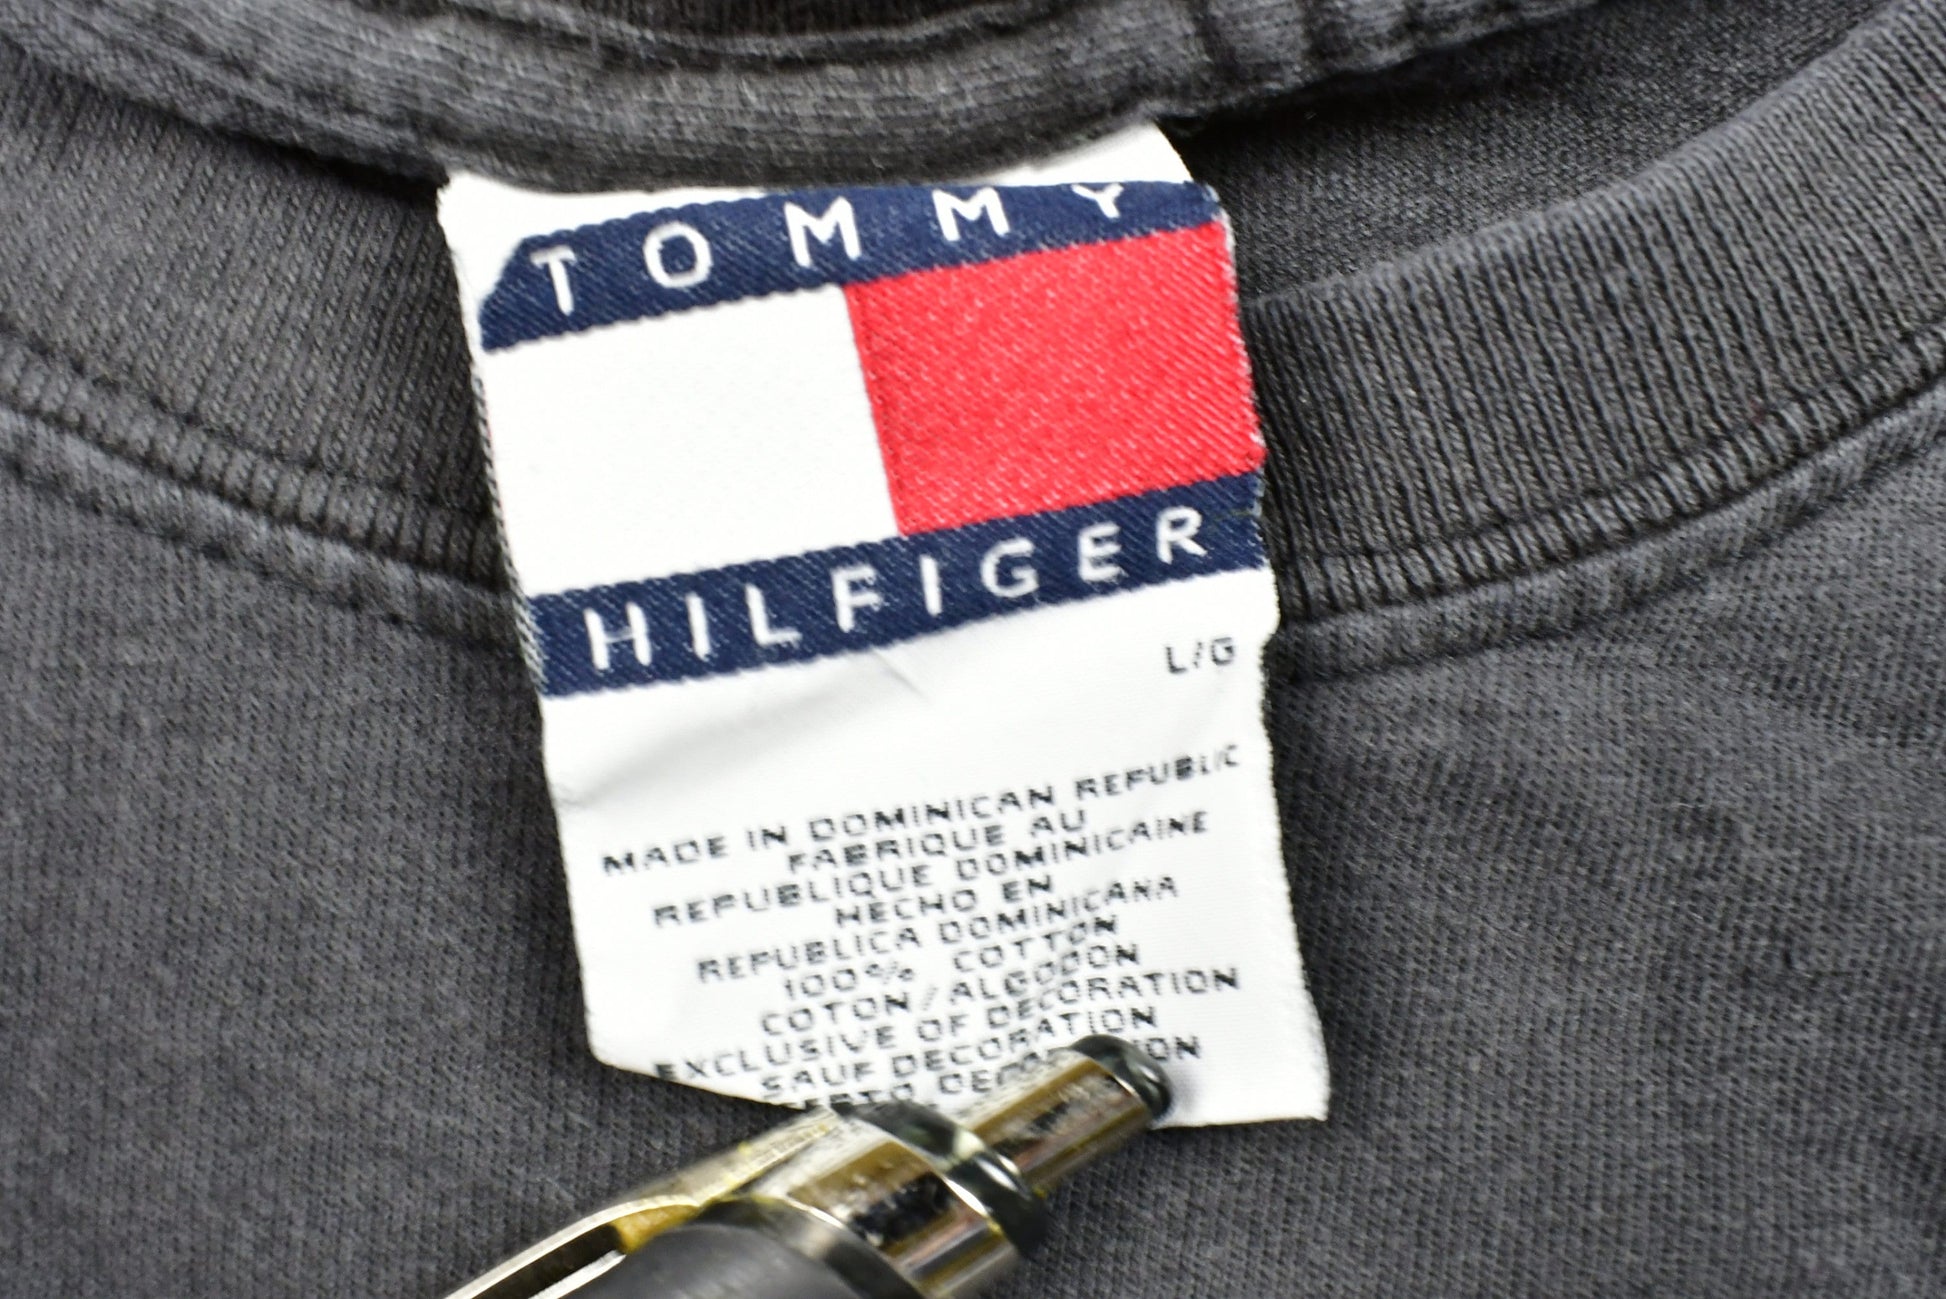 TOMMY
HILFIGER
L/G
MADE IN DOMINICAN REPUBLIC
FABRIQUE AU
REPUBLIQUE DOMINICAINE
HECHO EN
REPUBLICA DOMINICANA
100% COTTON
COTON/ALGODON
EXCLUSIVE OF DECORATION
SAUF DECORATION